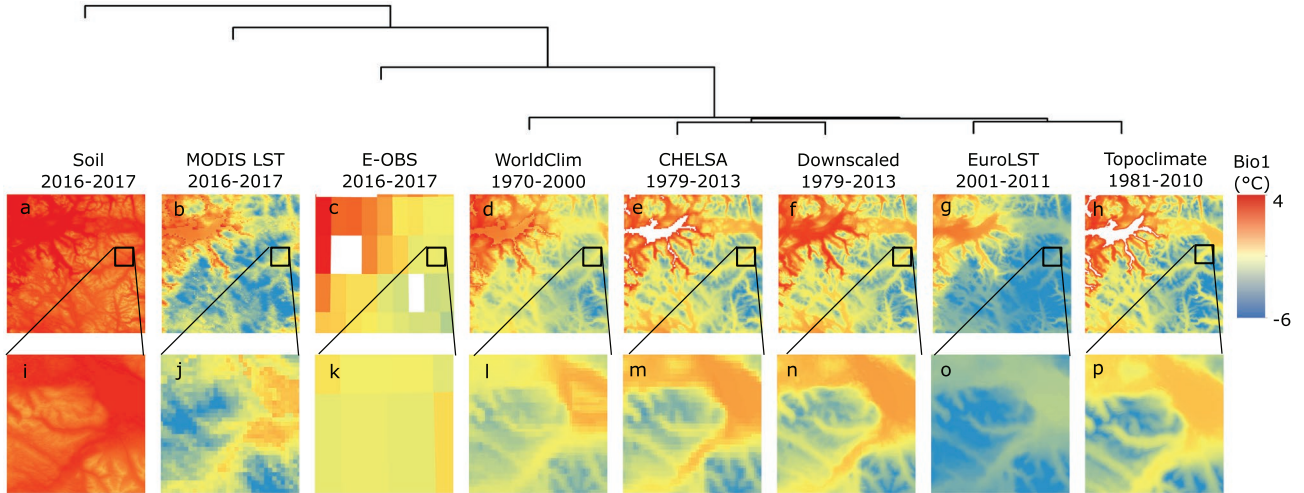 Soil
2016-2017
MODIS LST
2016-2017
E-OBS
2016-2017
WorldClim
1970-2000
CHELSA
1979-2013
Downscaled
1979-2013
EuroLST
2001-2011
Topoclimate
1981-2010
Bio1
(°C)
4
-6
a
b
c
d
e
f
g
h
i
j
k
l
m
n
o
p